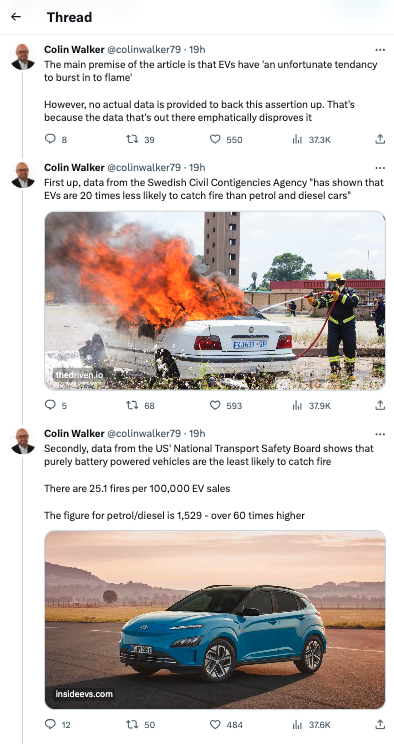 Thread
Colin Walker @colinwalker79 · 19h
The main premise of the article is that EVs have 'an unfortunate tendancy
to burst in to flame'
However, no actual data is provided to back this assertion up. That's
because the data that's out there emphatically disproves it
8 39 550 37.3K
Colin Walker @colinwalker79 · 19h
First up, data from the Swedish Civil Contigencies Agency "has shown that
EVs are 20 times less likely to catch fire than petrol and diesel cars"
thedriven.io
5 68 593 37.9K
Colin Walker @colinwalker79 · 19h
Secondly, data from the US' National Transport Safety Board shows that
purely battery powered vehicles are the least likely to catch fire
There are 25.1 fires per 100,000 EV sales
The figure for petrol/diesel is 1,529 - over 60 times higher
insideevs.com
12 50 484 37.6K